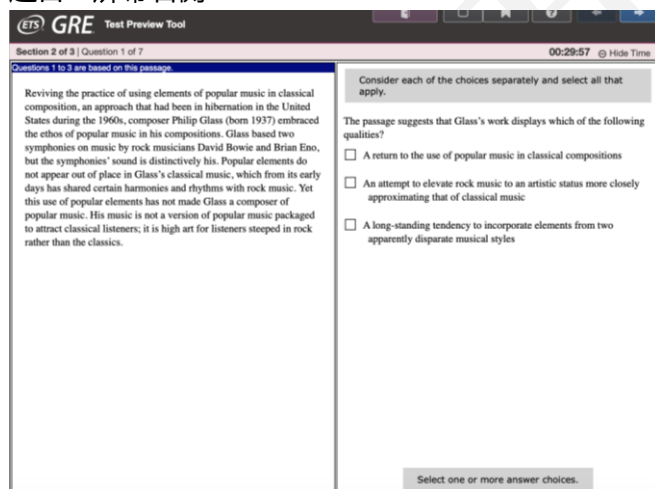 ETS GRE Test Preview Tool
Section 2 of 3 | Question 1 of 7
00:29:57 Hide Time
Questions 1 to 3 are based on this passage.
Reviving the practice of using elements of popular music in classical
composition, an approach that had been in hibernation in the United
States during the 1960s, composer Philip Glass (born 1937) embraced
the ethos of popular music in his compositions. Glass based two
symphonies on music by rock musicians David Bowie and Brian Eno,
but the symphonies' sound is distinctively his. Popular elements do
not appear out of place in Glass's classical music, which from its early
days has shared certain harmonies and rhythms with rock music. Yet
this use of popular elements has not made Glass a composer of
popular music. His music is not a version of popular music packaged
to attract classical listeners; it is high art for listeners steeped in rock
rather than the classics.
Consider each of the choices separately and select all that
apply.
The passage suggests that Glass's work displays which of the following
qualities?
A return to the use of popular music in classical compositions
An attempt to elevate rock music to an artistic status more closely
approximating that of classical music
A long-standing tendency to incorporate elements from two
apparently disparate musical styles
Select one or more answer choices.